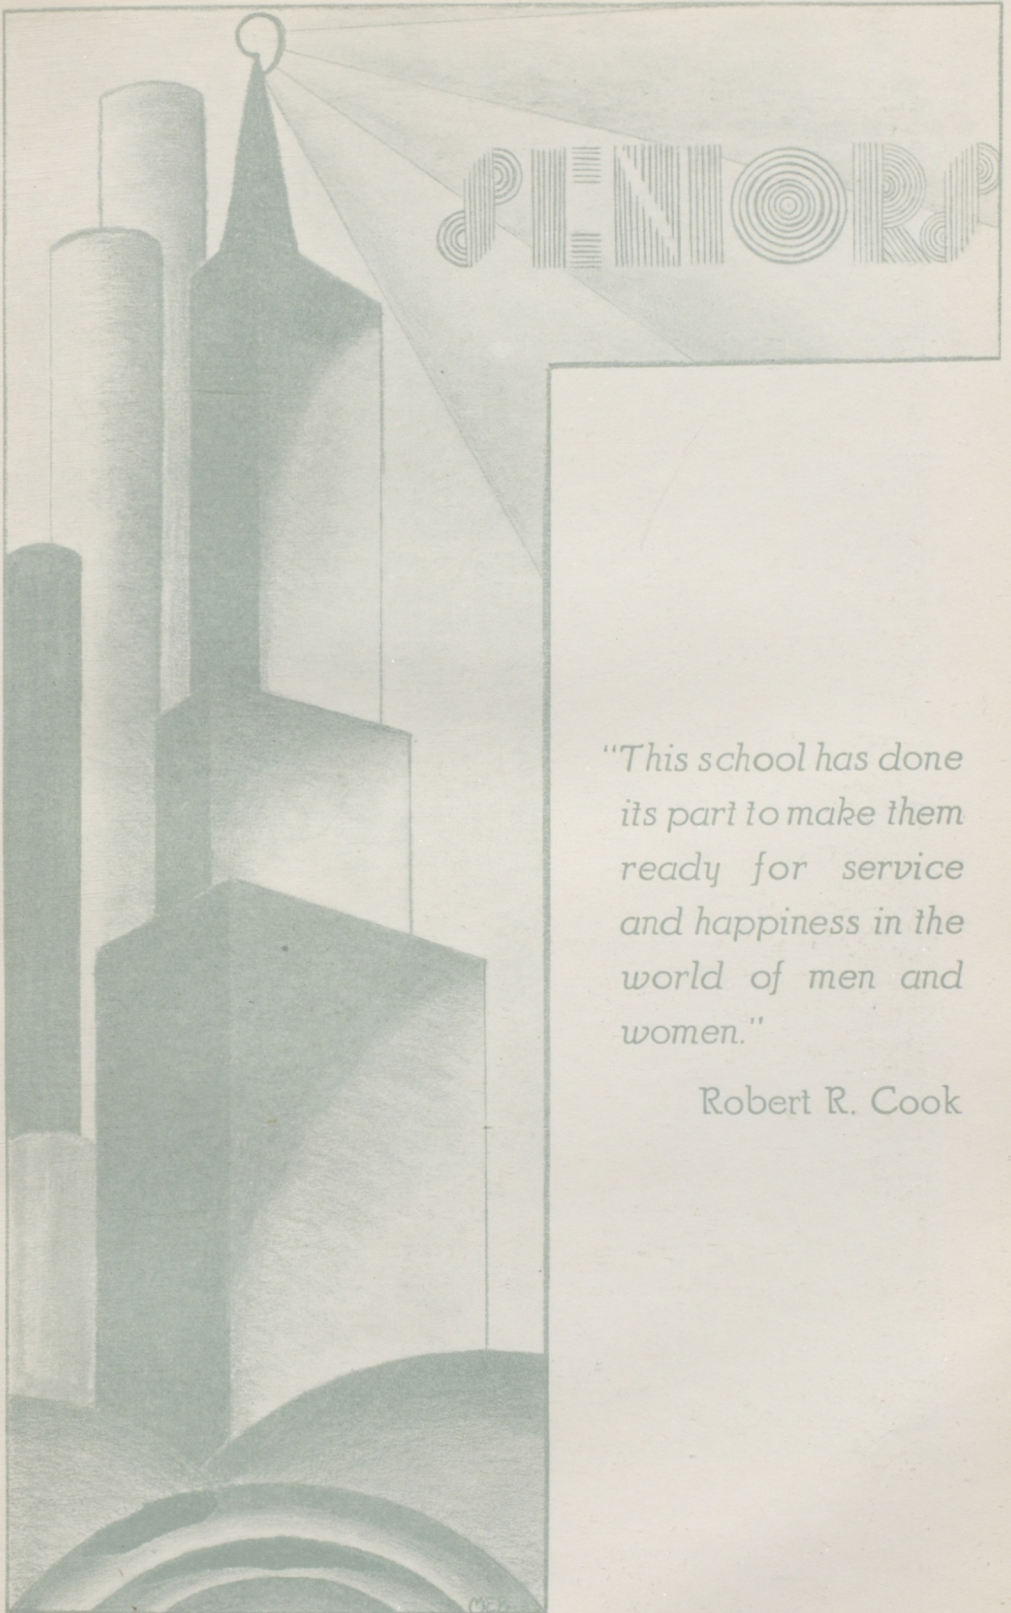 SENIORS
"This school has done
its part to make them
ready for service
and happiness in the
world of men and
women."
Robert R. Cook